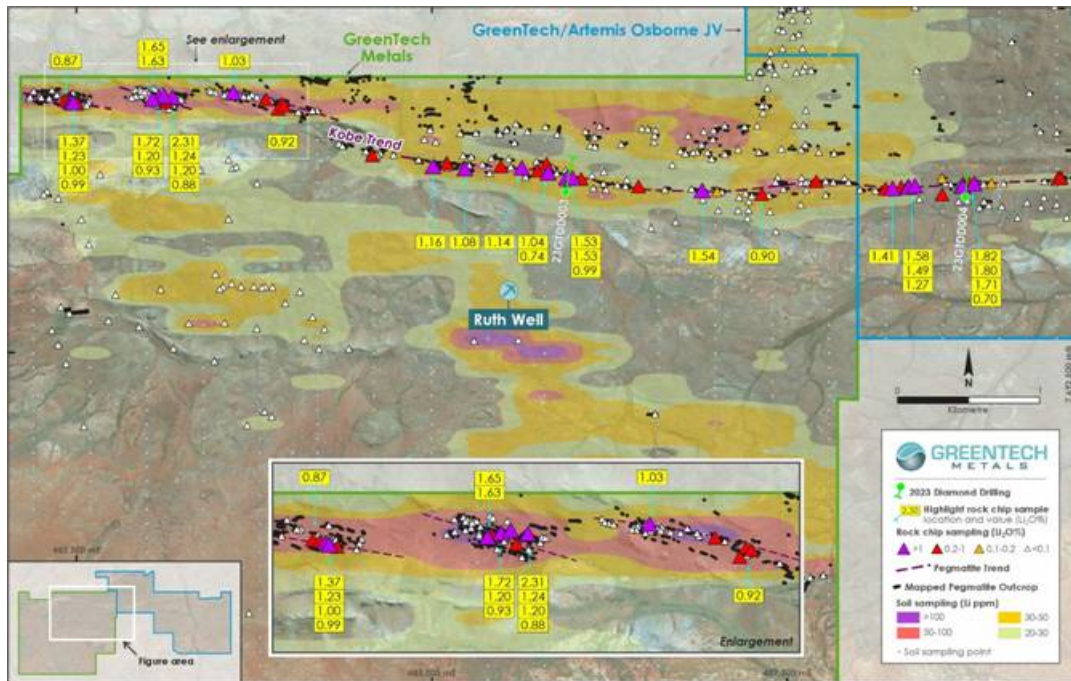 GreenTech/Artemis Osborne JV
See enlargement
GreenTech
Metals
0.87
1.65
1.63
1.03
Kobe Trend
1.37
1.23
1.00
0.99
1.72
1.20
0.93
2.31
1.24
1.20
0.88
0.92
1.16
1.08
1.14
1.04
0.74
23GTDD003
1.53
1.53
0.99
1.54
0.90
1.41
1.58
1.49
1.27
23GTDD004
1.82
1.80
1.71
0.70
Ruth Well
N
0
1
Kilometre
GREENTECH
METALS
2023 Diamond Drilling
2.50
Highlight rock chip sample
location and value (Li₂O%)
Rock chip sampling (Li₂O%)
>1
0.2-1
0.1-0.2
<0.1
Pegmatite Trend
Mapped Pegmatite Outcrop
Soil sampling (Li ppm)
>100
30-50
50-100
20-30
Soil sampling point
0.87
1.65
1.63
1.03
1.37
1.23
1.00
0.99
1.72
1.20
0.93
2.31
1.24
1.20
0.88
0.92
Enlargement
Figure area